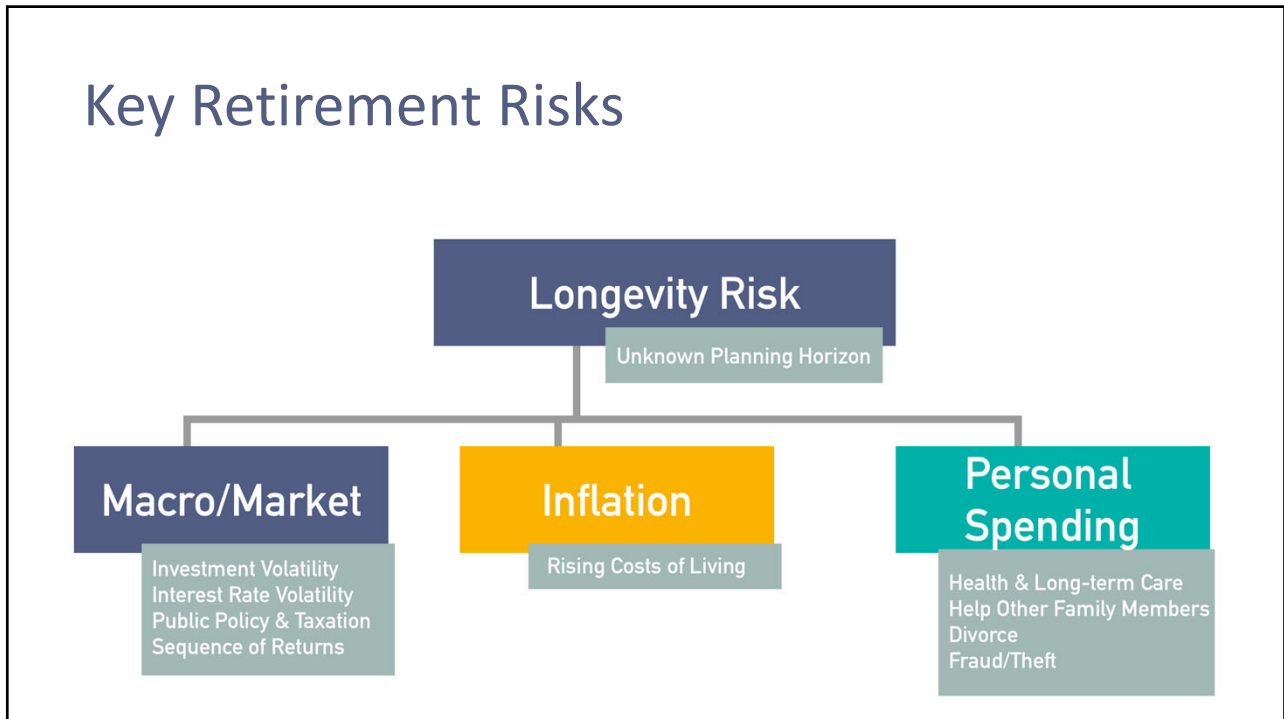 Key Retirement Risks
Longevity Risk
Unknown Planning Horizon
Macro/Market
Investment Volatility
Interest Rate Volatility
Public Policy & Taxation
Sequence of Returns
Inflation
Rising Costs of Living
Personal
Spending
Health & Long-term Care
Help Other Family Members
Divorce
Fraud/Theft